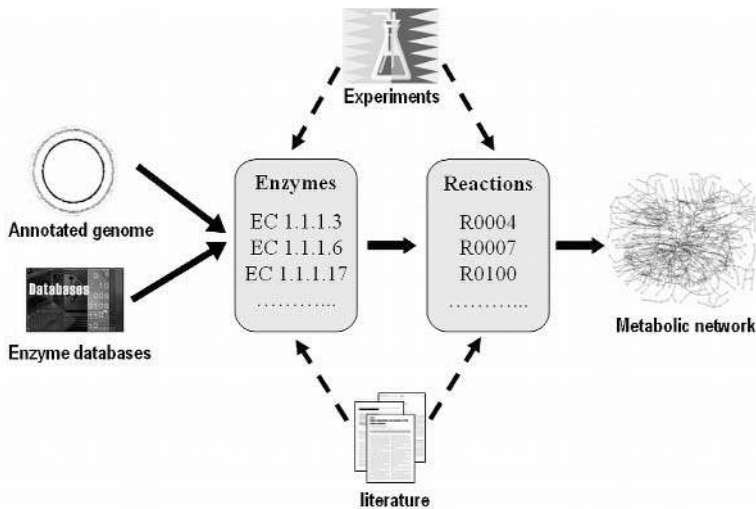 Experiments
Enzymes
EC 1.1.1.3
EC 1.1.1.6
EC 1.1.1.17
............
Reactions
R0004
R0007
R0100
............
Annotated genome
Databases
Enzyme databases
Metabolic network
literature